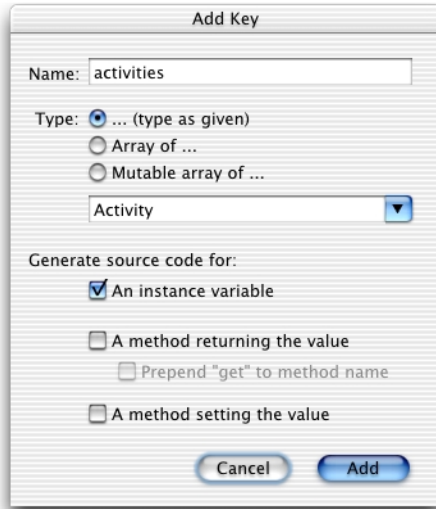 Add Key
Name: activities
Type: ... (type as given)
Array of ...
Mutable array of ...
Activity
Generate source code for:
An instance variable
A method returning the value
Prepend "get" to method name
A method setting the value
Cancel Add